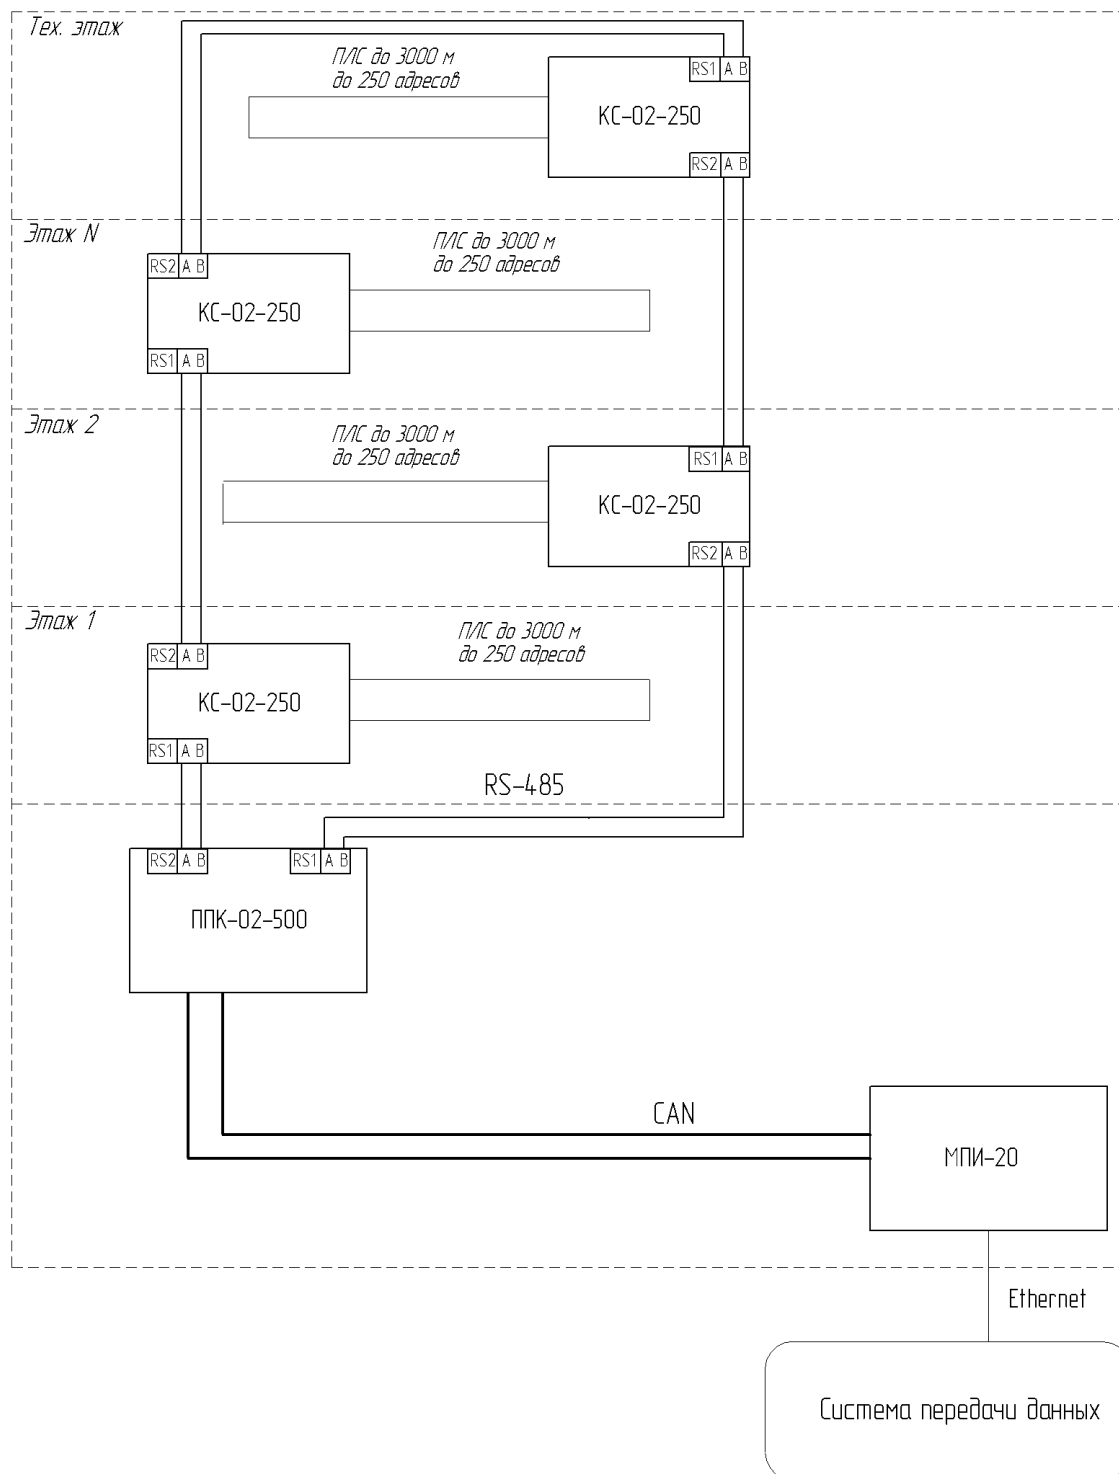 Тех. этаж
ПЛС до 3000 м
до 250 адресов
RS1 A B
КС-02-250
RS2 A B
Этаж N
ПЛС до 3000 м
до 250 адресов
RS2 A B
КС-02-250
RS1 A B
Этаж 2
ПЛС до 3000 м
до 250 адресов
RS1 A B
КС-02-250
RS2 A B
Этаж 1
ПЛС до 3000 м
до 250 адресов
RS2 A B
КС-02-250
RS1 A B
RS-485
RS2 A B
RS1 A B
ППК-02-500
CAN
МПИ-20
Ethernet
Система передачи данных